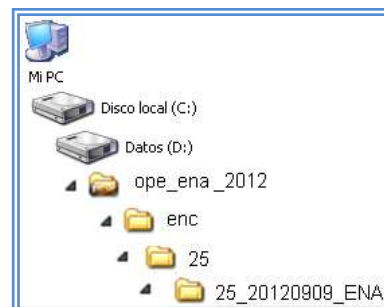 Mi PC
Disco local (C:)
Datos (D:)
ope_ena _2012
enc
25
25_20120909_ENA